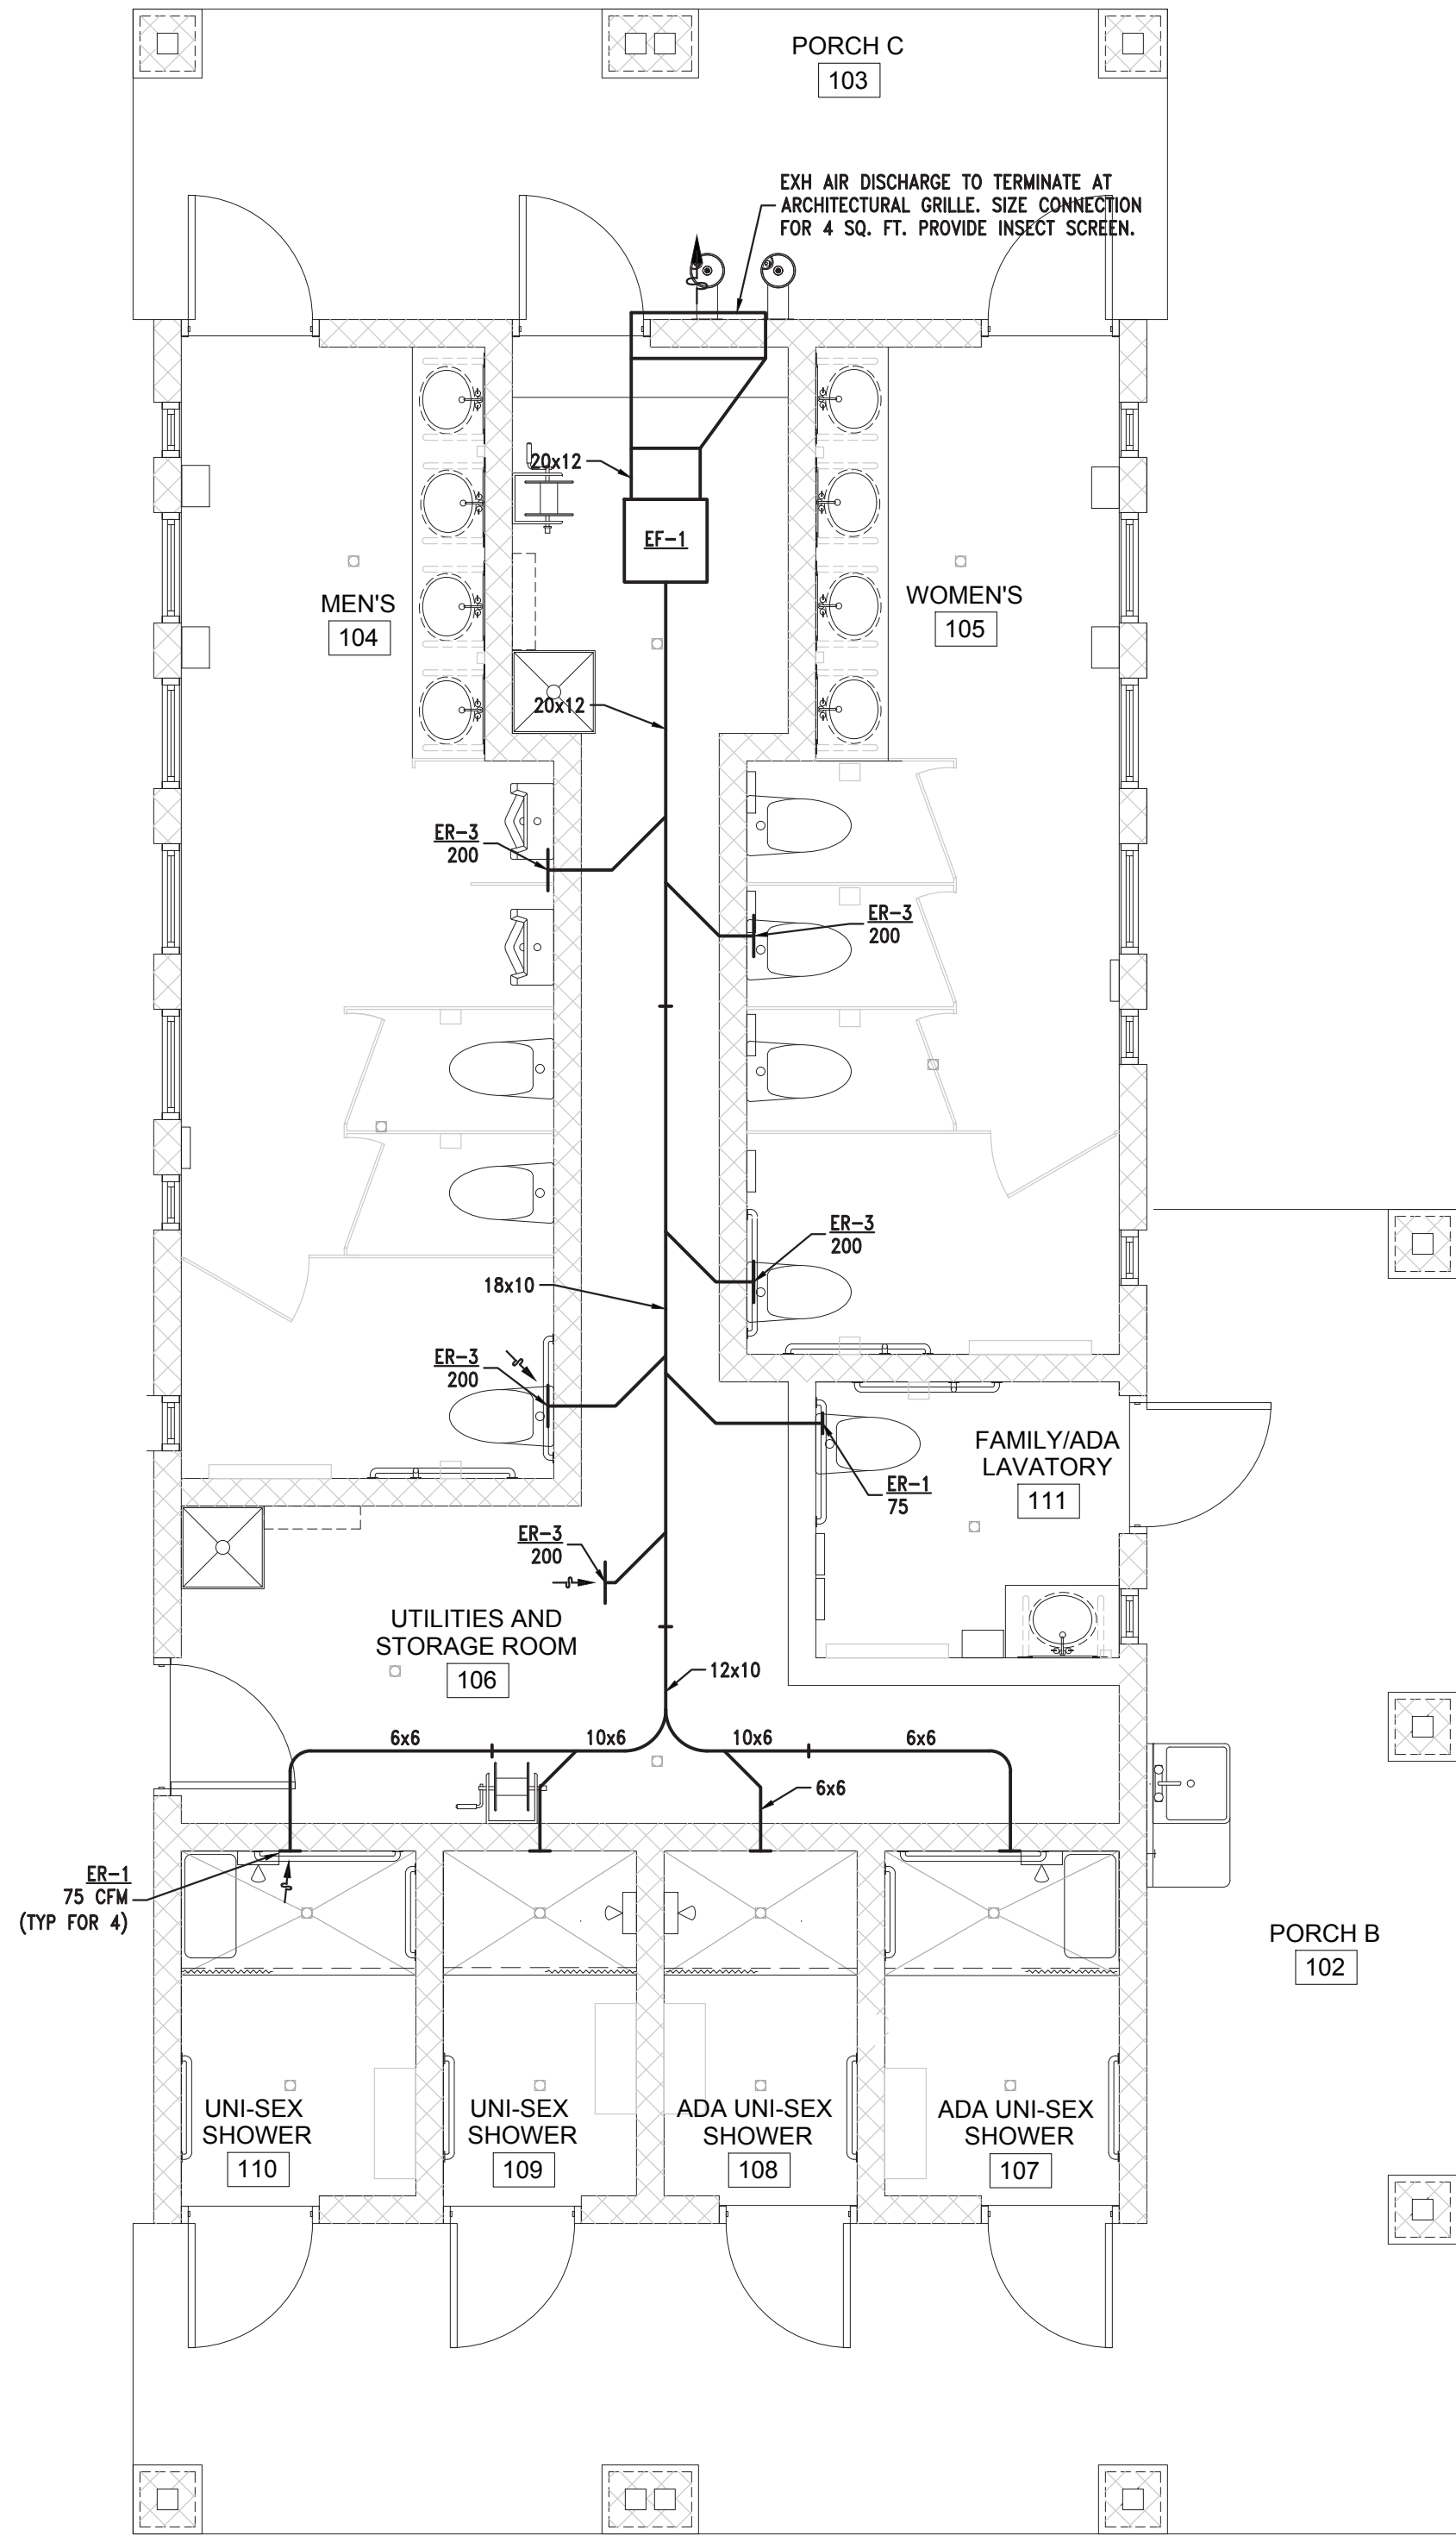 PORCH C
103
EXH AIR DISCHARGE TO TERMINATE AT
ARCHITECTURAL GRILLE. SIZE CONNECTION
FOR 4 SQ. FT. PROVIDE INSECT SCREEN.
20x12
EF-1
MEN'S
104
WOMEN'S
105
20x12
ER-3
200
ER-3
200
ER-3
200
18x10
ER-3
200
FAMILY/ADA
LAVATORY
111
ER-1
75
ER-3
200
UTILITIES AND
STORAGE ROOM
106
12x10
6x6
10x6
10x6
6x6
6x6
ER-1
75 CFM
(TYP FOR 4)
PORCH B
102
UNI-SEX
SHOWER
110
UNI-SEX
SHOWER
109
ADA UNI-SEX
SHOWER
108
ADA UNI-SEX
SHOWER
107